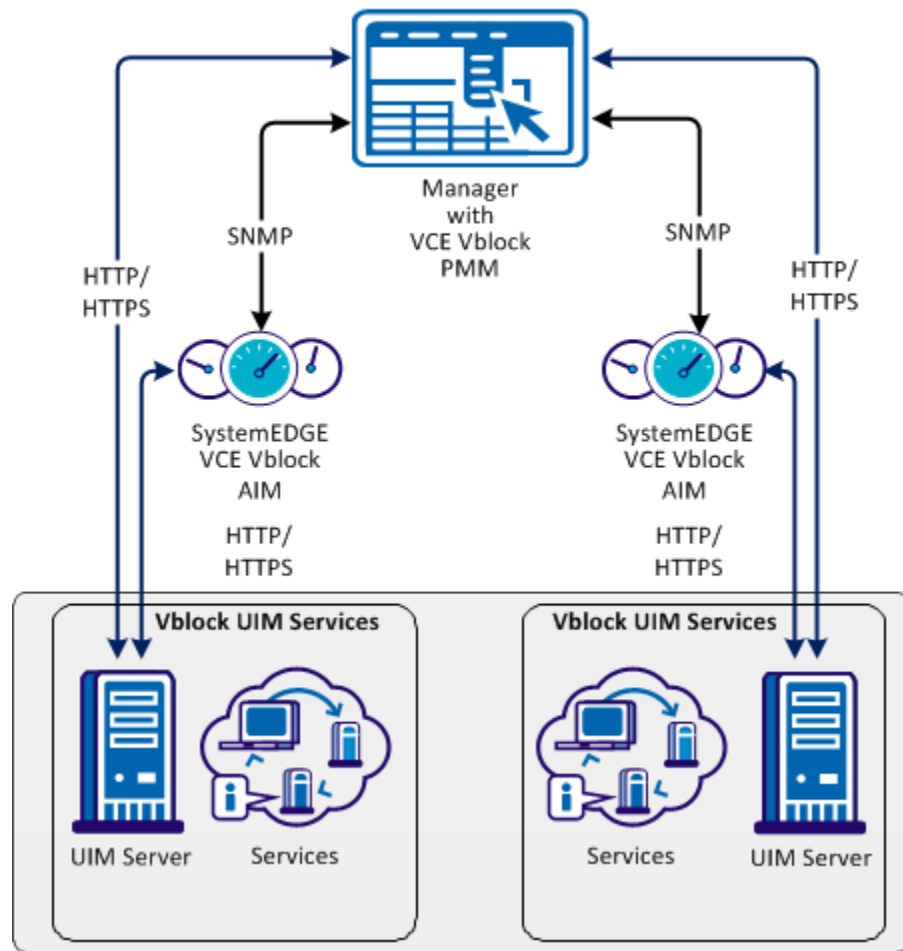 Manager
with
VCE Vblock
PMM
SNMP
SNMP
HTTP/
HTTPS
HTTP/
HTTPS
SystemEDGE
VCE Vblock
AIM
SystemEDGE
VCE Vblock
AIM
HTTP/
HTTPS
HTTP/
HTTPS
Vblock UIM Services
Vblock UIM Services
UIM Server
Services
Services
UIM Server